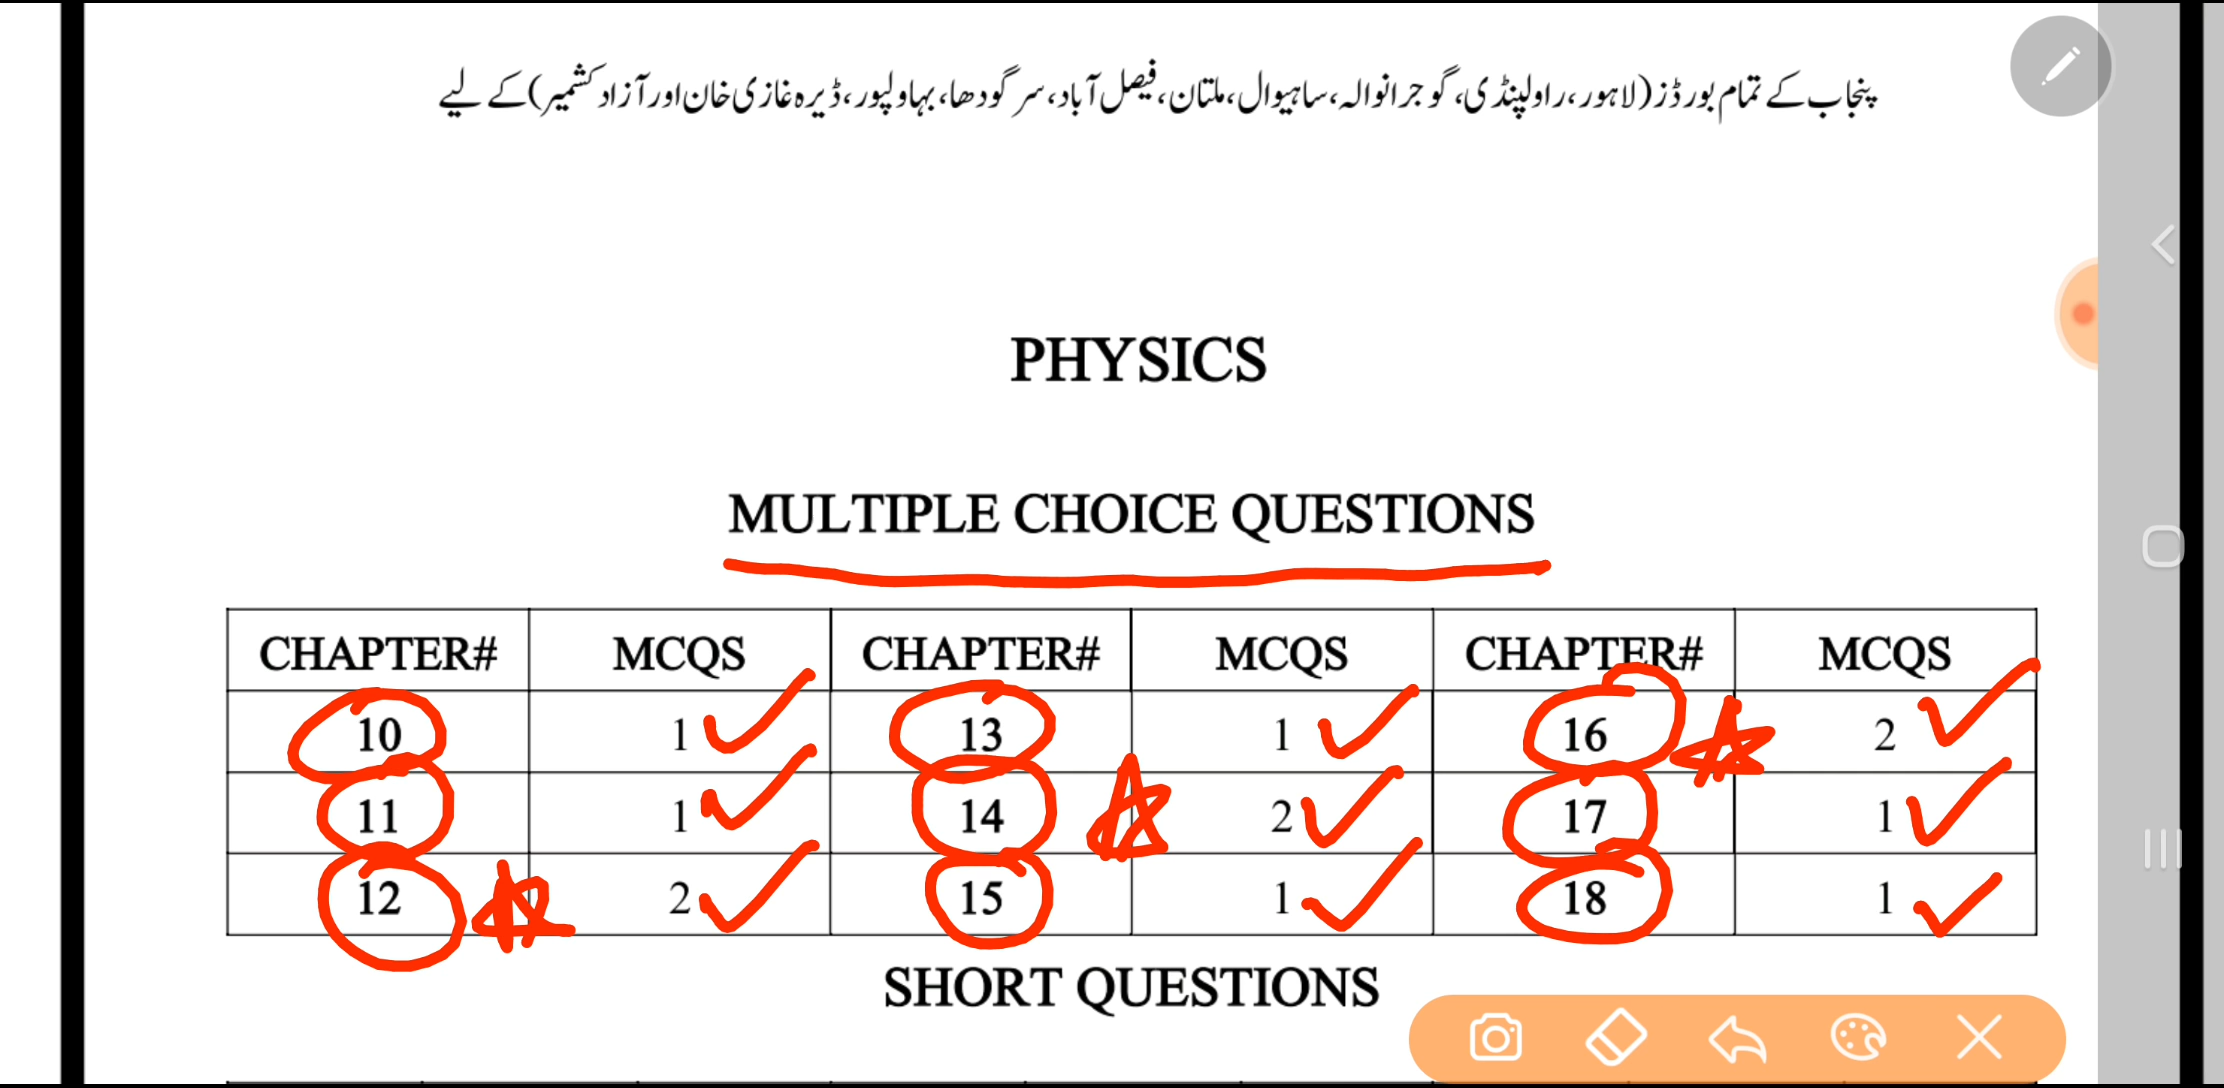 پنجاب کے تمام بورڈز (لاہور، راولپنڈی، گوجرانوالہ، ساہیوال، ملتان، فیصل آباد، سرگودھا، بہاولپور، ڈیرہ غازی خان اور آزاد کشمیر) کے لیے
PHYSICS
MULTIPLE CHOICE QUESTIONS
CHAPTER# MCQS CHAPTER# MCQS CHAPTER# MCQS
10 1 13 1 16 2
11 1 14 2 17 1
12 2 15 1 18 1
SHORT QUESTIONS